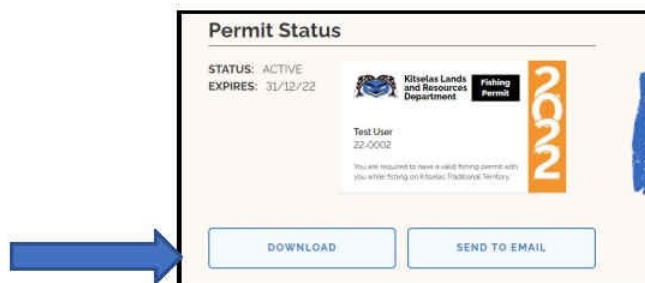 Permit Status
STATUS: ACTIVE
EXPIRES: 31/12/22
Kitselas Lands
and Resources
Department
Fishing
Permit
2022
Test User
22-0002
You are required to have a valid fishing permit with
you while fishing on Kitselas Traditional Territory.
DOWNLOAD
SEND TO EMAIL